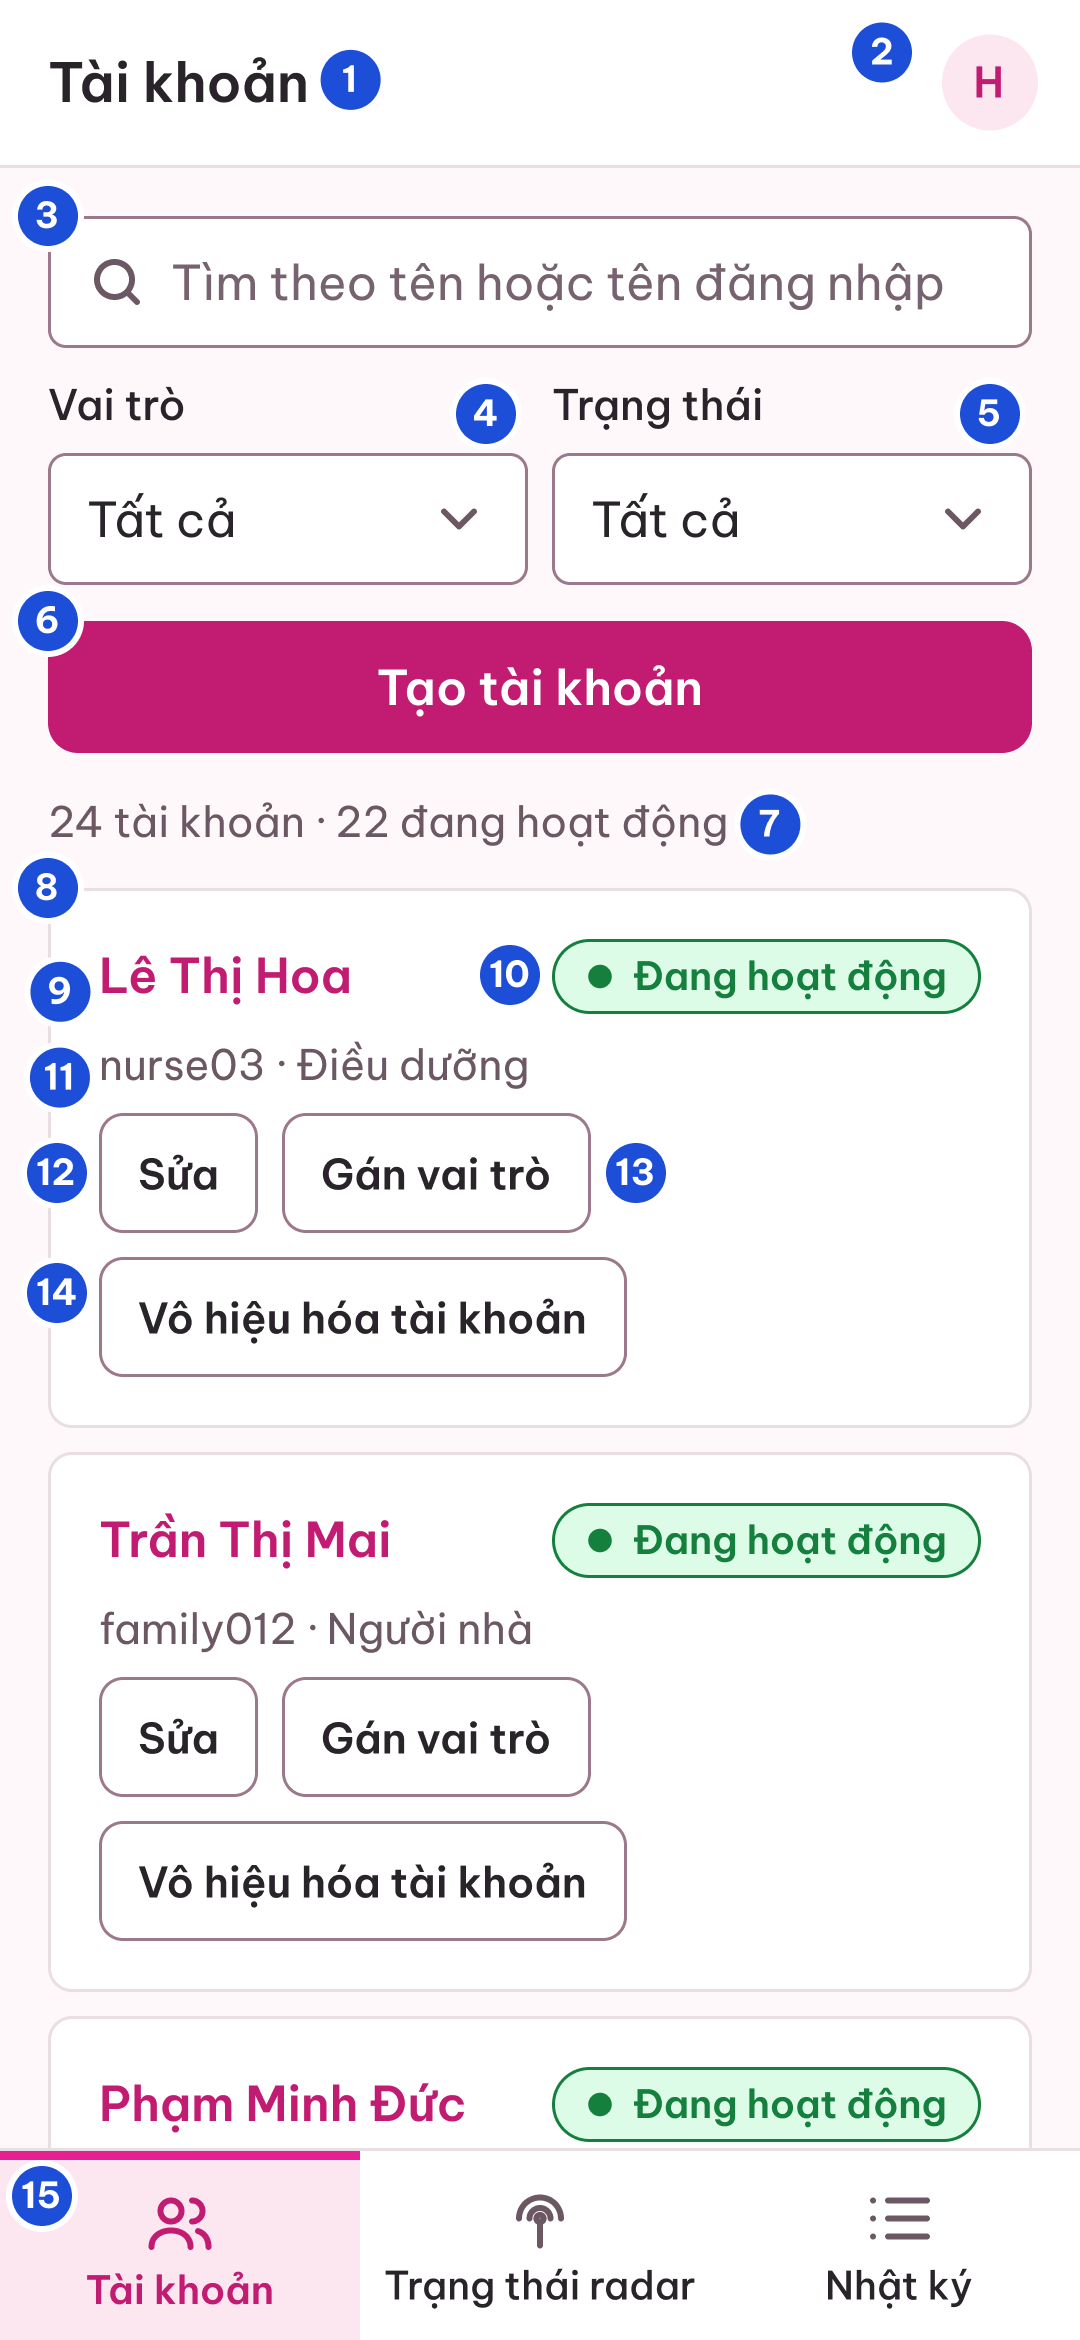 Tài khoản 1
2 H
3
Tìm theo tên hoặc tên đăng nhập
Vai trò 4 Trạng thái 5
Tất cả Tất cả
6
Tạo tài khoản
24 tài khoản · 22 đang hoạt động 7
8
9 Lê Thị Hoa 10 Đang hoạt động
11 nurse03 · Điều dưỡng
12 Sửa Gán vai trò 13
14 Vô hiệu hóa tài khoản
Trần Thị Mai Đang hoạt động
family012 · Người nhà
Sửa Gán vai trò
Vô hiệu hóa tài khoản
Phạm Minh Đức Đang hoạt động
15
Tài khoản Trạng thái radar Nhật ký